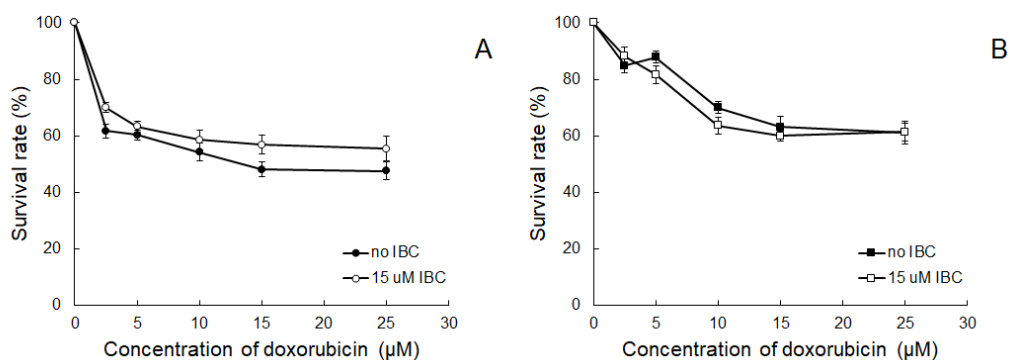 A
Survival rate (%)
100
80
60
40
20
0
0 5 10 15 20 25 30
Concentration of doxorubicin (µM)
no IBC
15 uM IBC
B
Survival rate (%)
100
80
60
40
20
0
0 5 10 15 20 25 30
Concentration of doxorubicin (µM)
no IBC
15 uM IBC